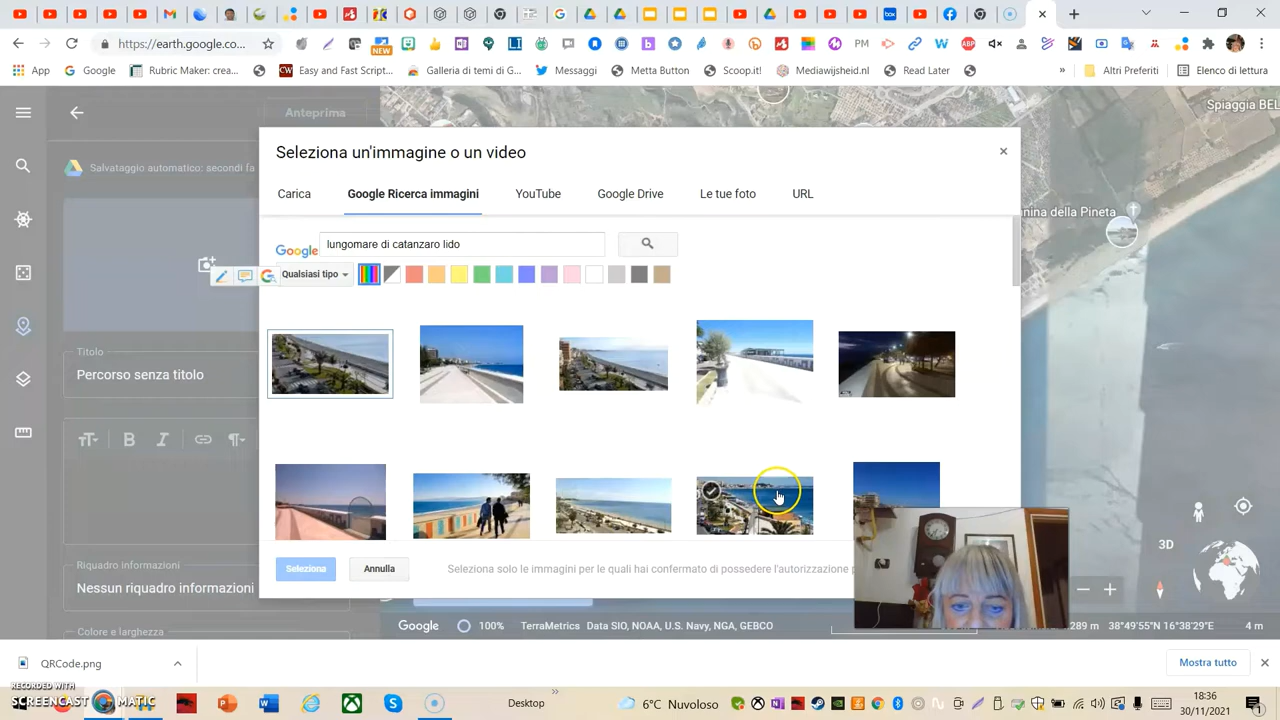 https://earth.google.co...
NEW
PM
ABP
App
Google
Rubric Maker: crea...
CW
Easy and Fast Script...
Galleria di temi di G...
Messaggi
Metta Button
Scoop.it!
Mediawijsheid.nl
Read Later
»
Altri Preferiti
Elenco di lettura
Anteprima
Spiaggia BEL
Salvataggio automatico: secondi fa
Seleziona un'immagine o un video
×
Carica
Google Ricerca immagini
YouTube
Google Drive
Le tue foto
URL
nina della Pineta
Google
lungomare di catanzaro lido
Qualsiasi tipo
Titolo
Percorso senza titolo
Riquadro informazioni
Nessun riquadro informazioni
Colore e larghezza
Seleziona
Annulla
Seleziona solo le immagini per le quali hai confermato di possedere l'autorizzazione p
3D
Google
100%
TerraMetrics Data SIO, NOAA, U.S. Navy, NGA, GEBCO
289 m
38°49'55"N 16°38'29"E
4 m
QRCode.png
Mostra tutto
RECORDED WITH
SCREENCAST MATIC
Desktop
»
6°C Nuvoloso
18:36
30/11/2021